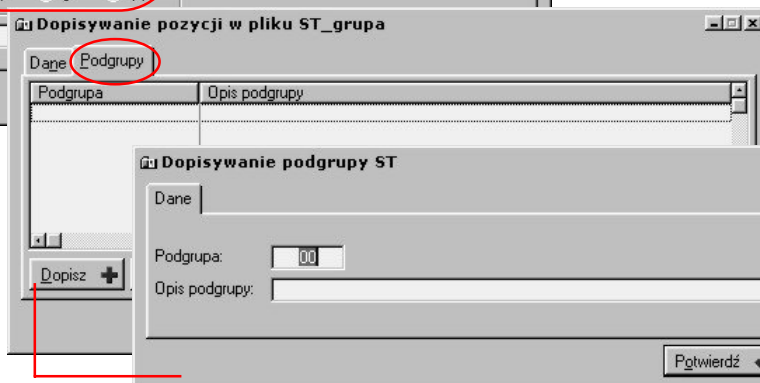 Dopisywanie pozycji w pliku ST_grupa
Dane Podgrupy
Podgrupa Opis podgrupy
Dopisywanie podgrupy ST
Dane
Podgrupa: 00
Dopisz
Opis podgrupy:
Potwierdź